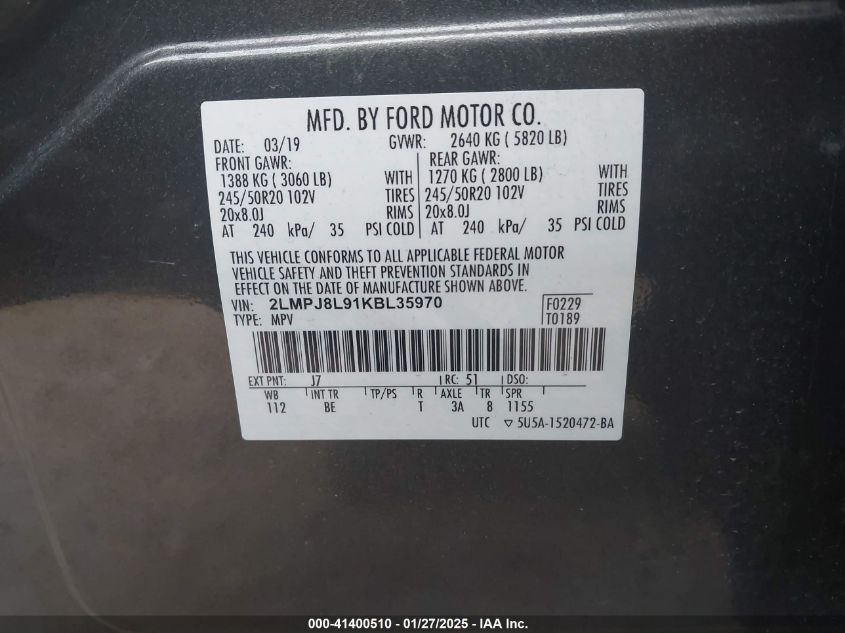 MFD. BY FORD MOTOR CO.
DATE: 03/19 GVWR: 2640 KG ( 5820 LB)
FRONT GAWR: REAR GAWR:
1388 KG ( 3060 LB) WITH 1270 KG ( 2800 LB) WITH
245/50R20 102V TIRES 245/50R20 102V TIRES
20x8.0J RIMS 20x8.0J RIMS
AT 240 kPa/ 35 PSI COLD AT 240 kPa/ 35 PSI COLD
THIS VEHICLE CONFORMS TO ALL APPLICABLE FEDERAL MOTOR
VEHICLE SAFETY AND THEFT PREVENTION STANDARDS IN
EFFECT ON THE DATE OF MANUFACTURE SHOWN ABOVE.
VIN: 2LMPJ8L91KBL35970 F0229
TYPE: MPV T0189
EXT PNT: J7 RC: 51 DSO:
WB INT TR TP/PS R AXLE TR SPR
112 BE T 3A 8 1155
UTC ▽ 5U5A-1520472-BA
000-41400510 - 01/27/2025 - IAA Inc.